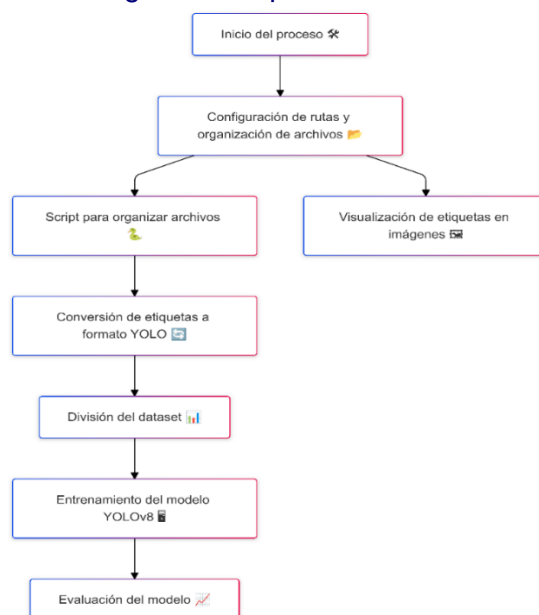 Inicio del proceso 🛠
Configuración de rutas y
organización de archivos 📂
Script para organizar archivos
🐍
Visualización de etiquetas en
imágenes 🖼
Conversión de etiquetas a
formato YOLO 🔄
División del dataset 📊
Entrenamiento del modelo
YOLOv8 🖥
Evaluación del modelo 📈